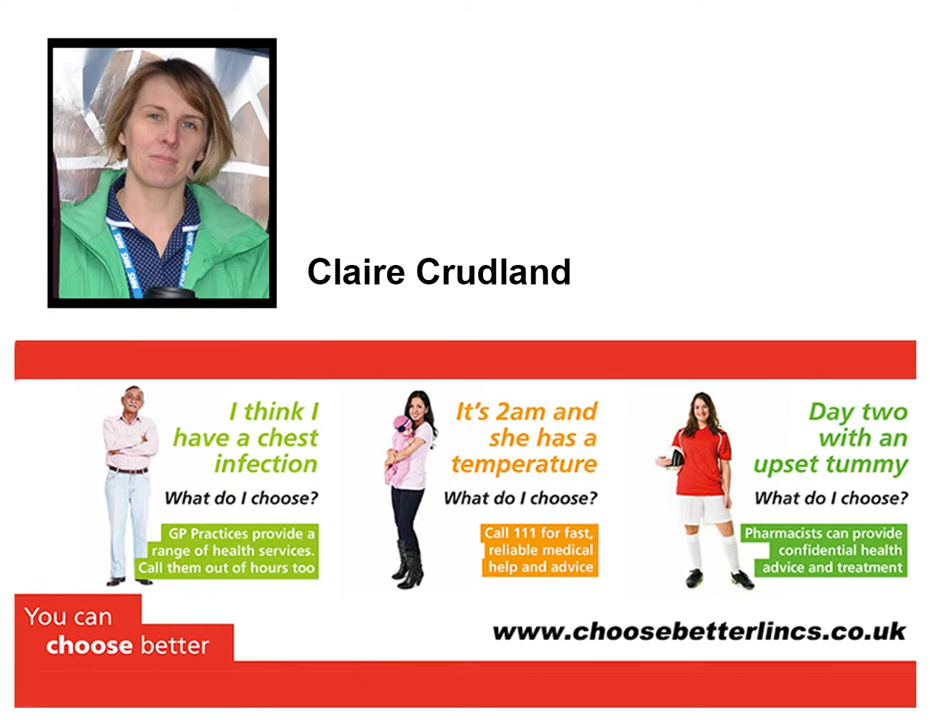 NHS NHS NHS
Claire Crudland
I think I
have a chest
infection
What do I choose?
GP Practices provide a
range of health services.
Call them out of hours too
It's 2am and
she has a
temperature
What do I choose?
Call 111 for fast,
reliable medical
help and advice
Day two
with an
upset tummy
What do I choose?
Pharmacists can provide
confidential health
advice and treatment
You can
choose better
www.choosebetterlincs.co.uk